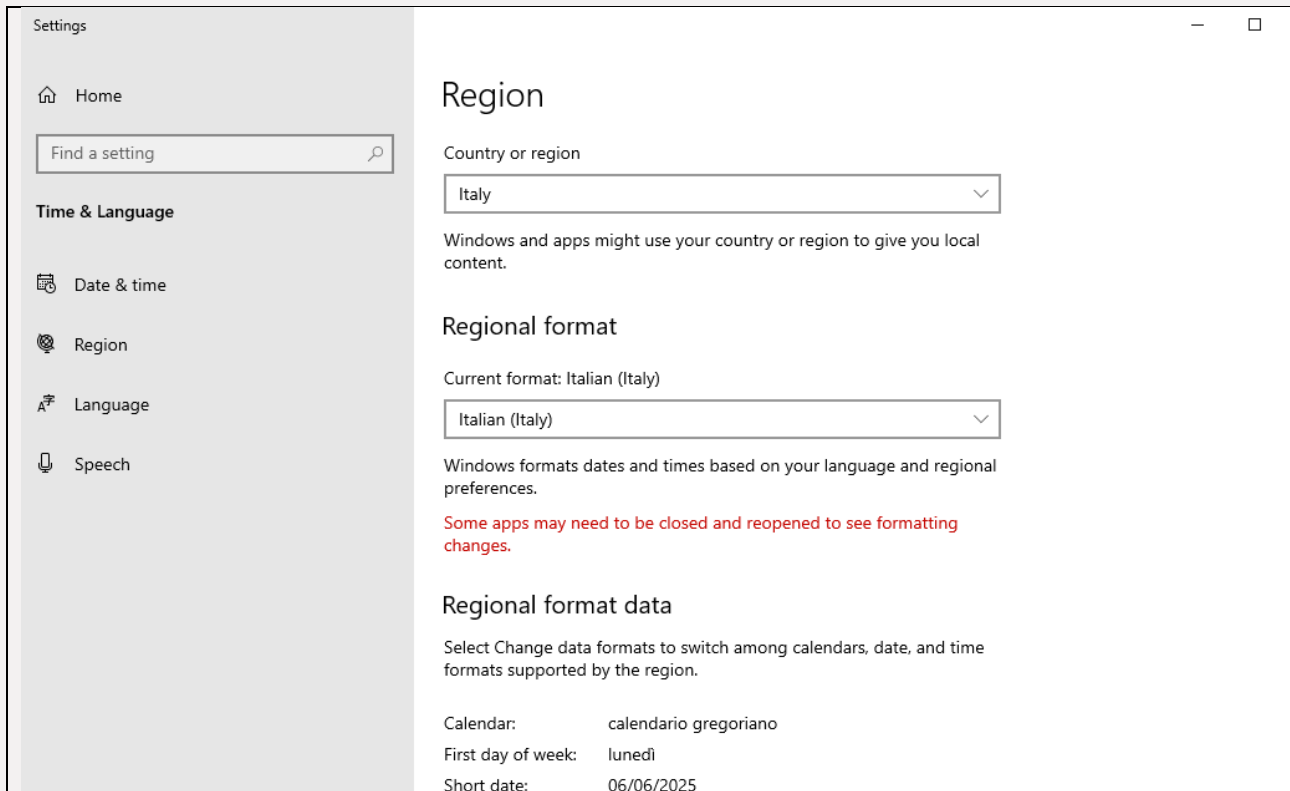 Settings
Home
Find a setting
Time & Language
Date & time
Region
Language
Speech
Region
Country or region
Italy
Windows and apps might use your country or region to give you local
content.
Regional format
Current format: Italian (Italy)
Italian (Italy)
Windows formats dates and times based on your language and regional
preferences.
Some apps may need to be closed and reopened to see formatting
changes.
Regional format data
Select Change data formats to switch among calendars, date, and time
formats supported by the region.
Calendar: calendario gregoriano
First day of week: lunedì
Short date: 06/06/2025